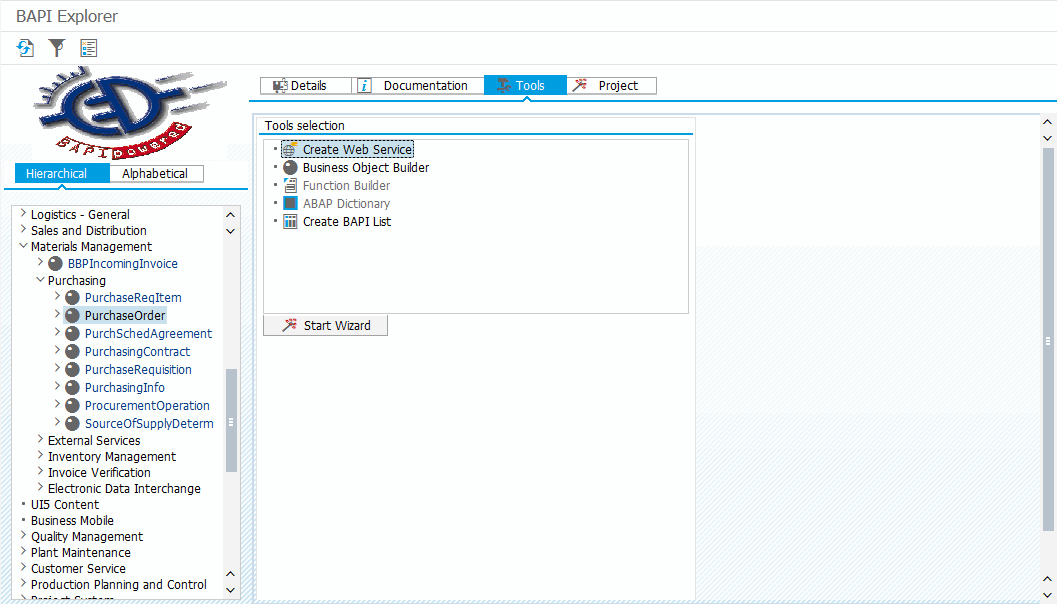 BAPI Explorer
BAPIpowered
Details
Documentation
Tools
Project
Hierarchical
Alphabetical
Logistics - General
Sales and Distribution
Materials Management
BBPIncomingInvoice
Purchasing
PurchaseReqItem
PurchaseOrder
PurchSchedAgreement
PurchasingContract
PurchaseRequisition
PurchasingInfo
ProcurementOperation
SourceOfSupplyDeterm
External Services
Inventory Management
Invoice Verification
Electronic Data Interchange
UI5 Content
Business Mobile
Quality Management
Plant Maintenance
Customer Service
Production Planning and Control
Project System
Tools selection
Create Web Service
Business Object Builder
Function Builder
ABAP Dictionary
Create BAPI List
Start Wizard